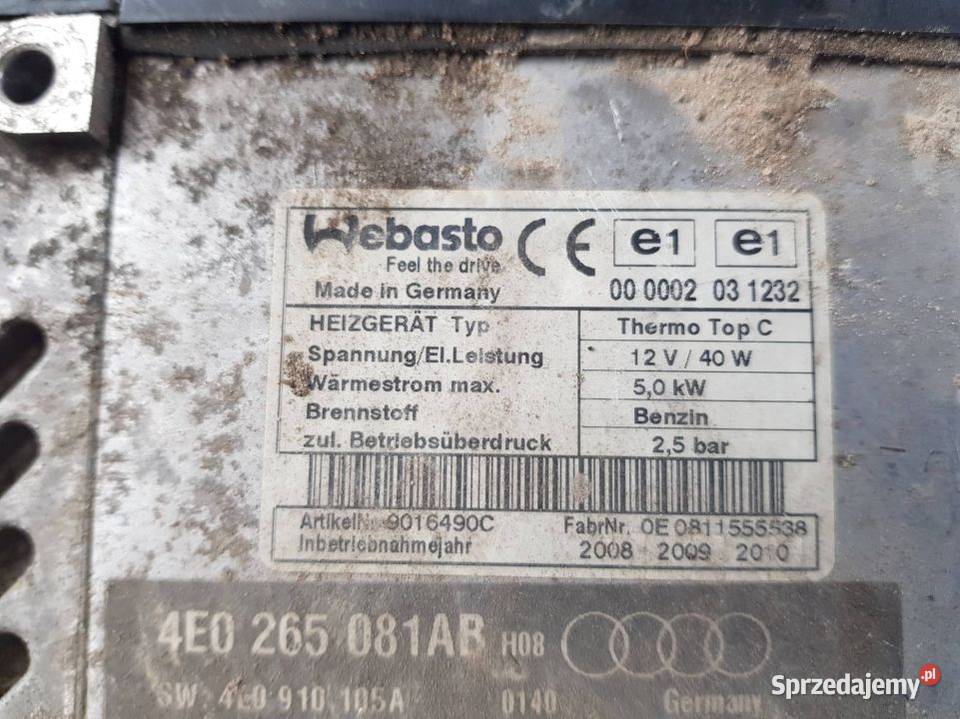 Webasto CE e1 e1
Feel the drive
Made in Germany 00 0002 03 1232
HEIZGERÄT Typ Thermo Top C
Spannung/El.Leistung 12 V / 40 W
Wärmestrom max. 5,0 kW
Brennstoff Benzin
zul. Betriebsüberdruck 2,5 bar
ArtikelNr. 9016490C FabrNr. 0E 0811555538
Inbetriebnahmejahr 2008 2009 2010
4E0 265 081AB H08
SW: 4E0 910 105A 0140 Germany
Sprzedajemy.pl